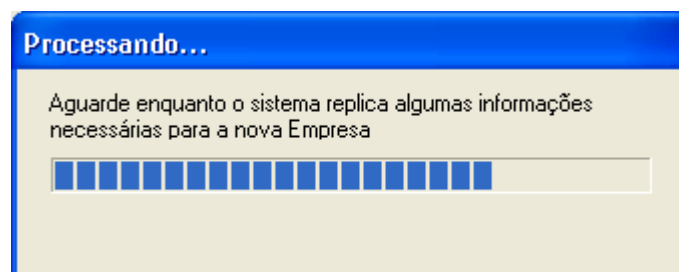 Processando...
Aguarde enquanto o sistema replica algumas informações
necessárias para a nova Empresa